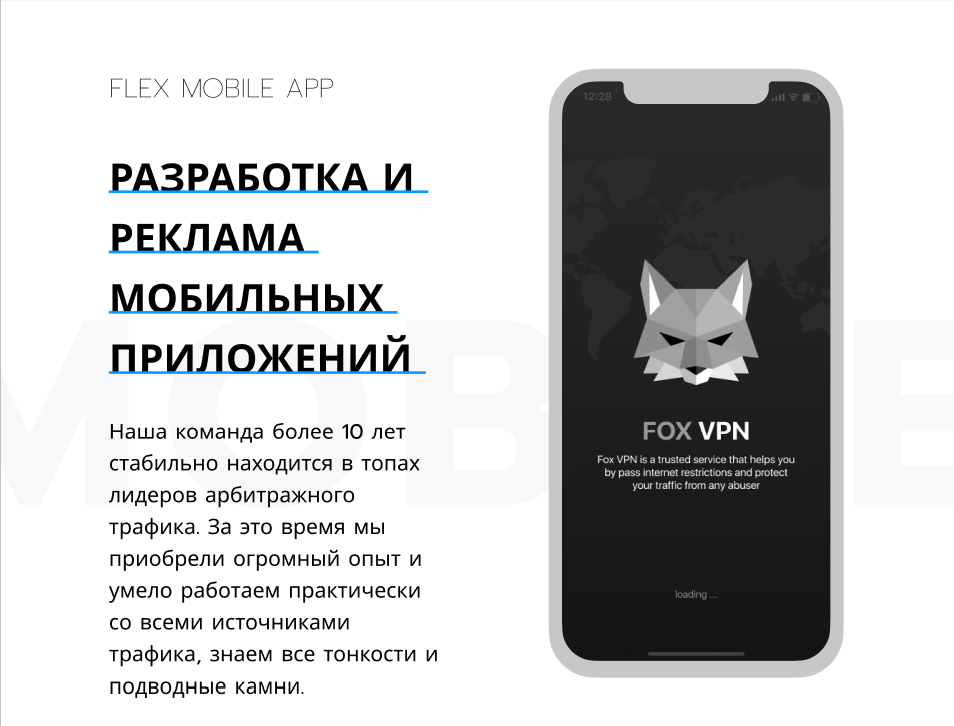 FLEX MOBILE APP
РАЗРАБОТКА И
РЕКЛАМА
МОБИЛЬНЫХ
ПРИЛОЖЕНИЙ
Наша команда более 10 лет
стабильно находится в топах
лидеров арбитражного
трафика. За это время мы
приобрели огромный опыт и
умело работаем практически
со всеми источниками
трафика, знаем все тонкости и
подводные камни.
MOBILE
12:28
FOX VPN
Fox VPN is a trusted service that helps you
by pass internet restrictions and protect
your traffic from any abuser
loading ...